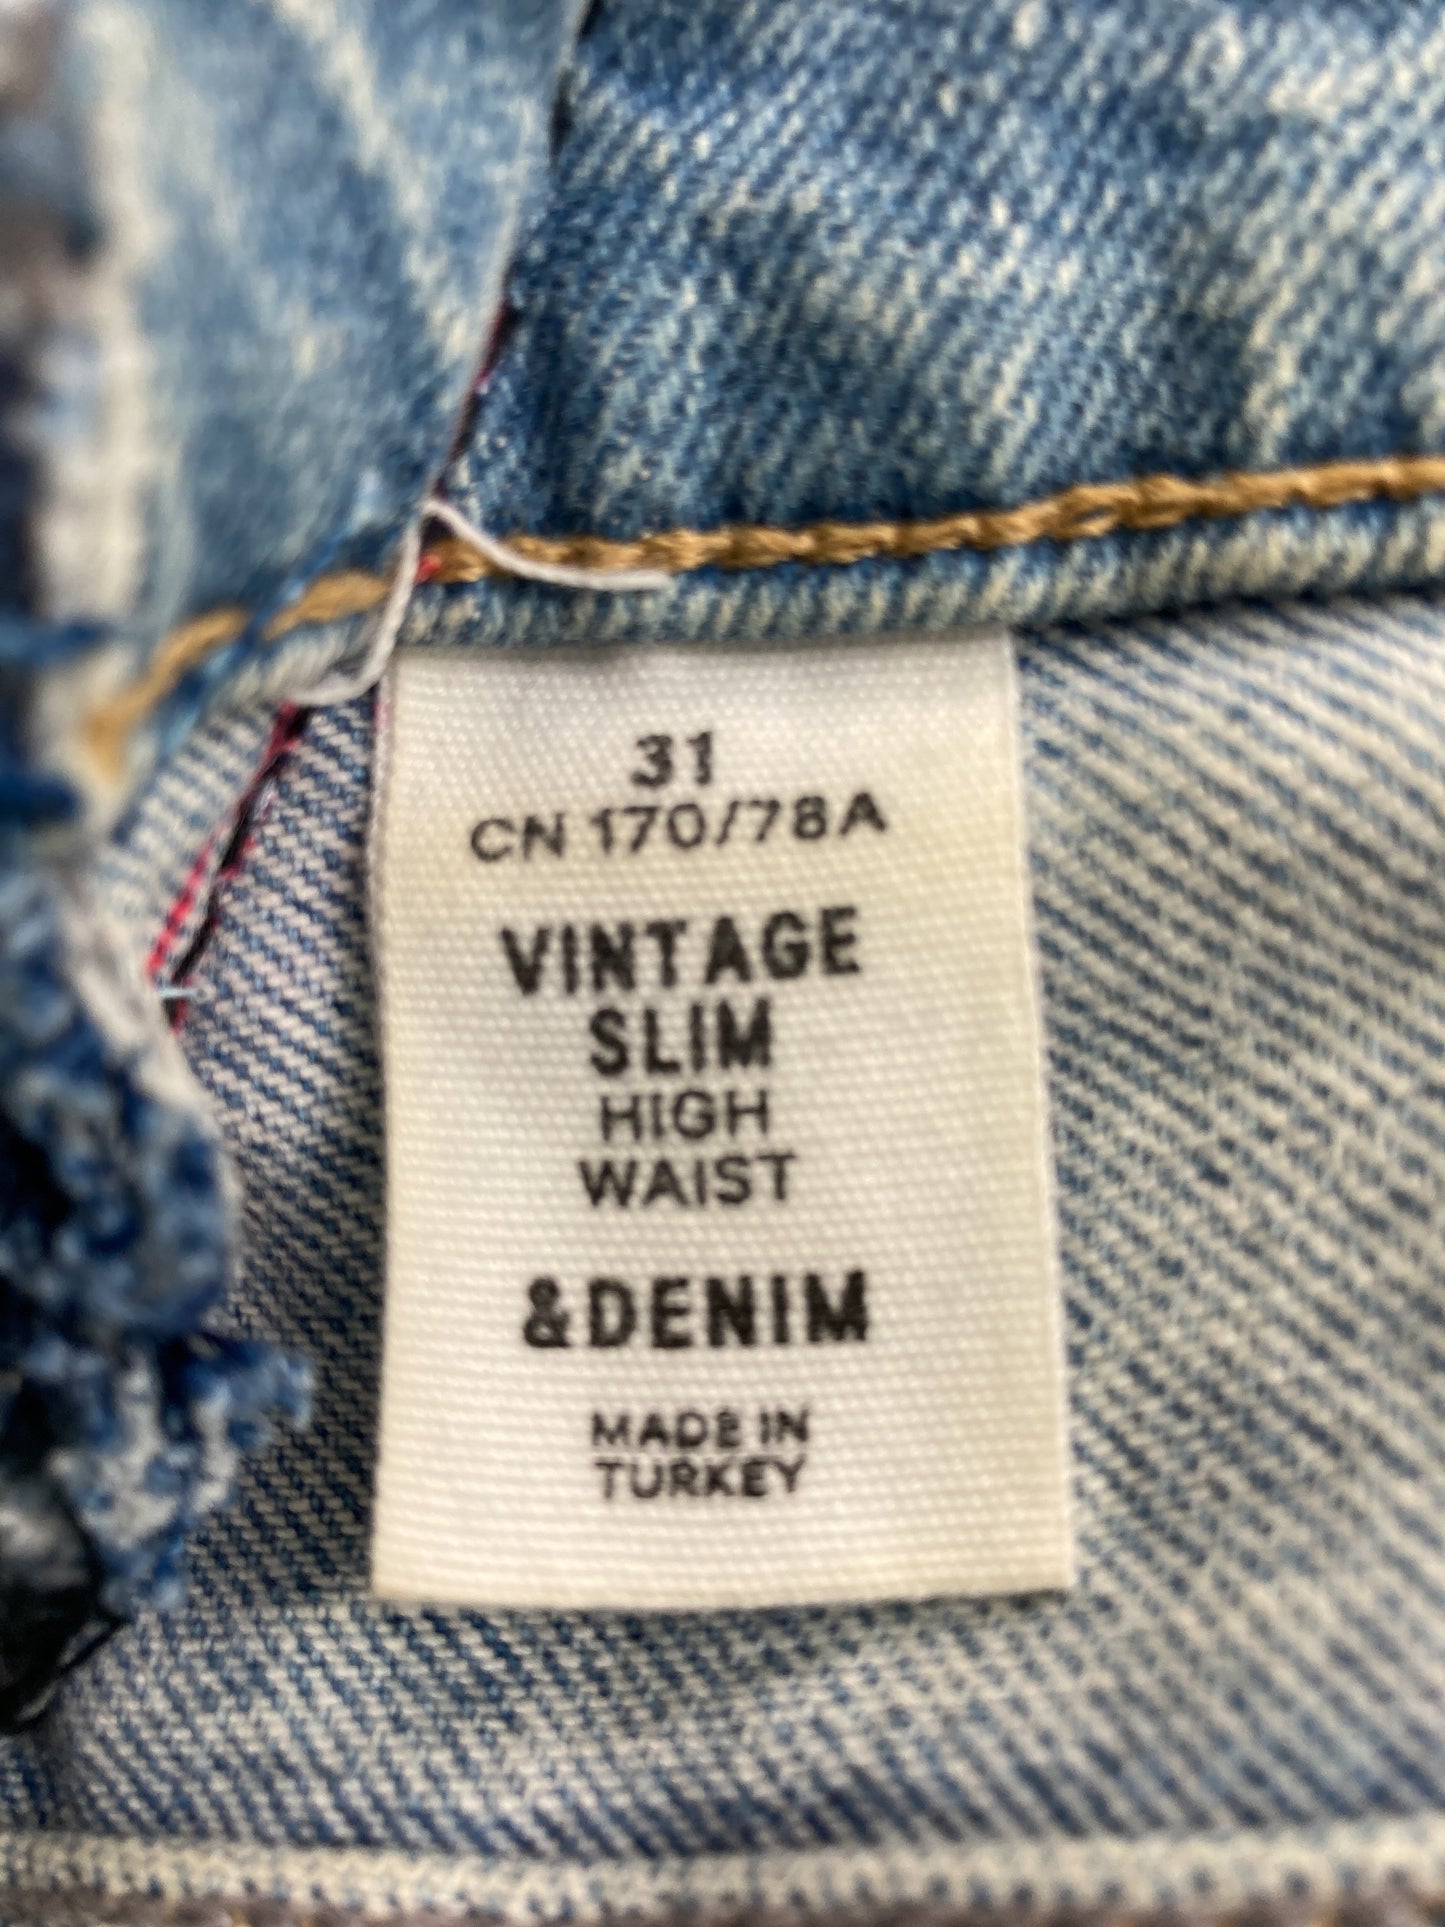 31
CN 170/78A
VINTAGE
SLIM
HIGH
WAIST
&DENIM
MADE IN
TURKEY